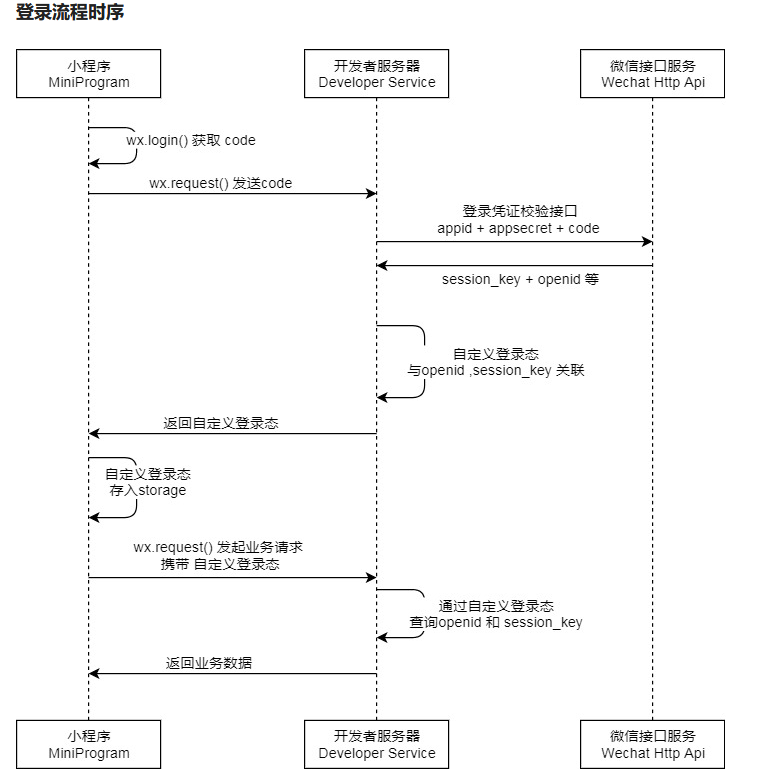 登录流程时序
小程序
MiniProgram
开发者服务器
Developer Service
微信接口服务
Wechat Http Api
wx.login() 获取 code
wx.request() 发送code
登录凭证校验接口
appid + appsecret + code
session_key + openid 等
自定义登录态
与openid ,session_key 关联
返回自定义登录态
自定义登录态
存入storage
wx.request() 发起业务请求
携带 自定义登录态
通过自定义登录态
查询openid 和 session_key
返回业务数据
小程序
MiniProgram
开发者服务器
Developer Service
微信接口服务
Wechat Http Api